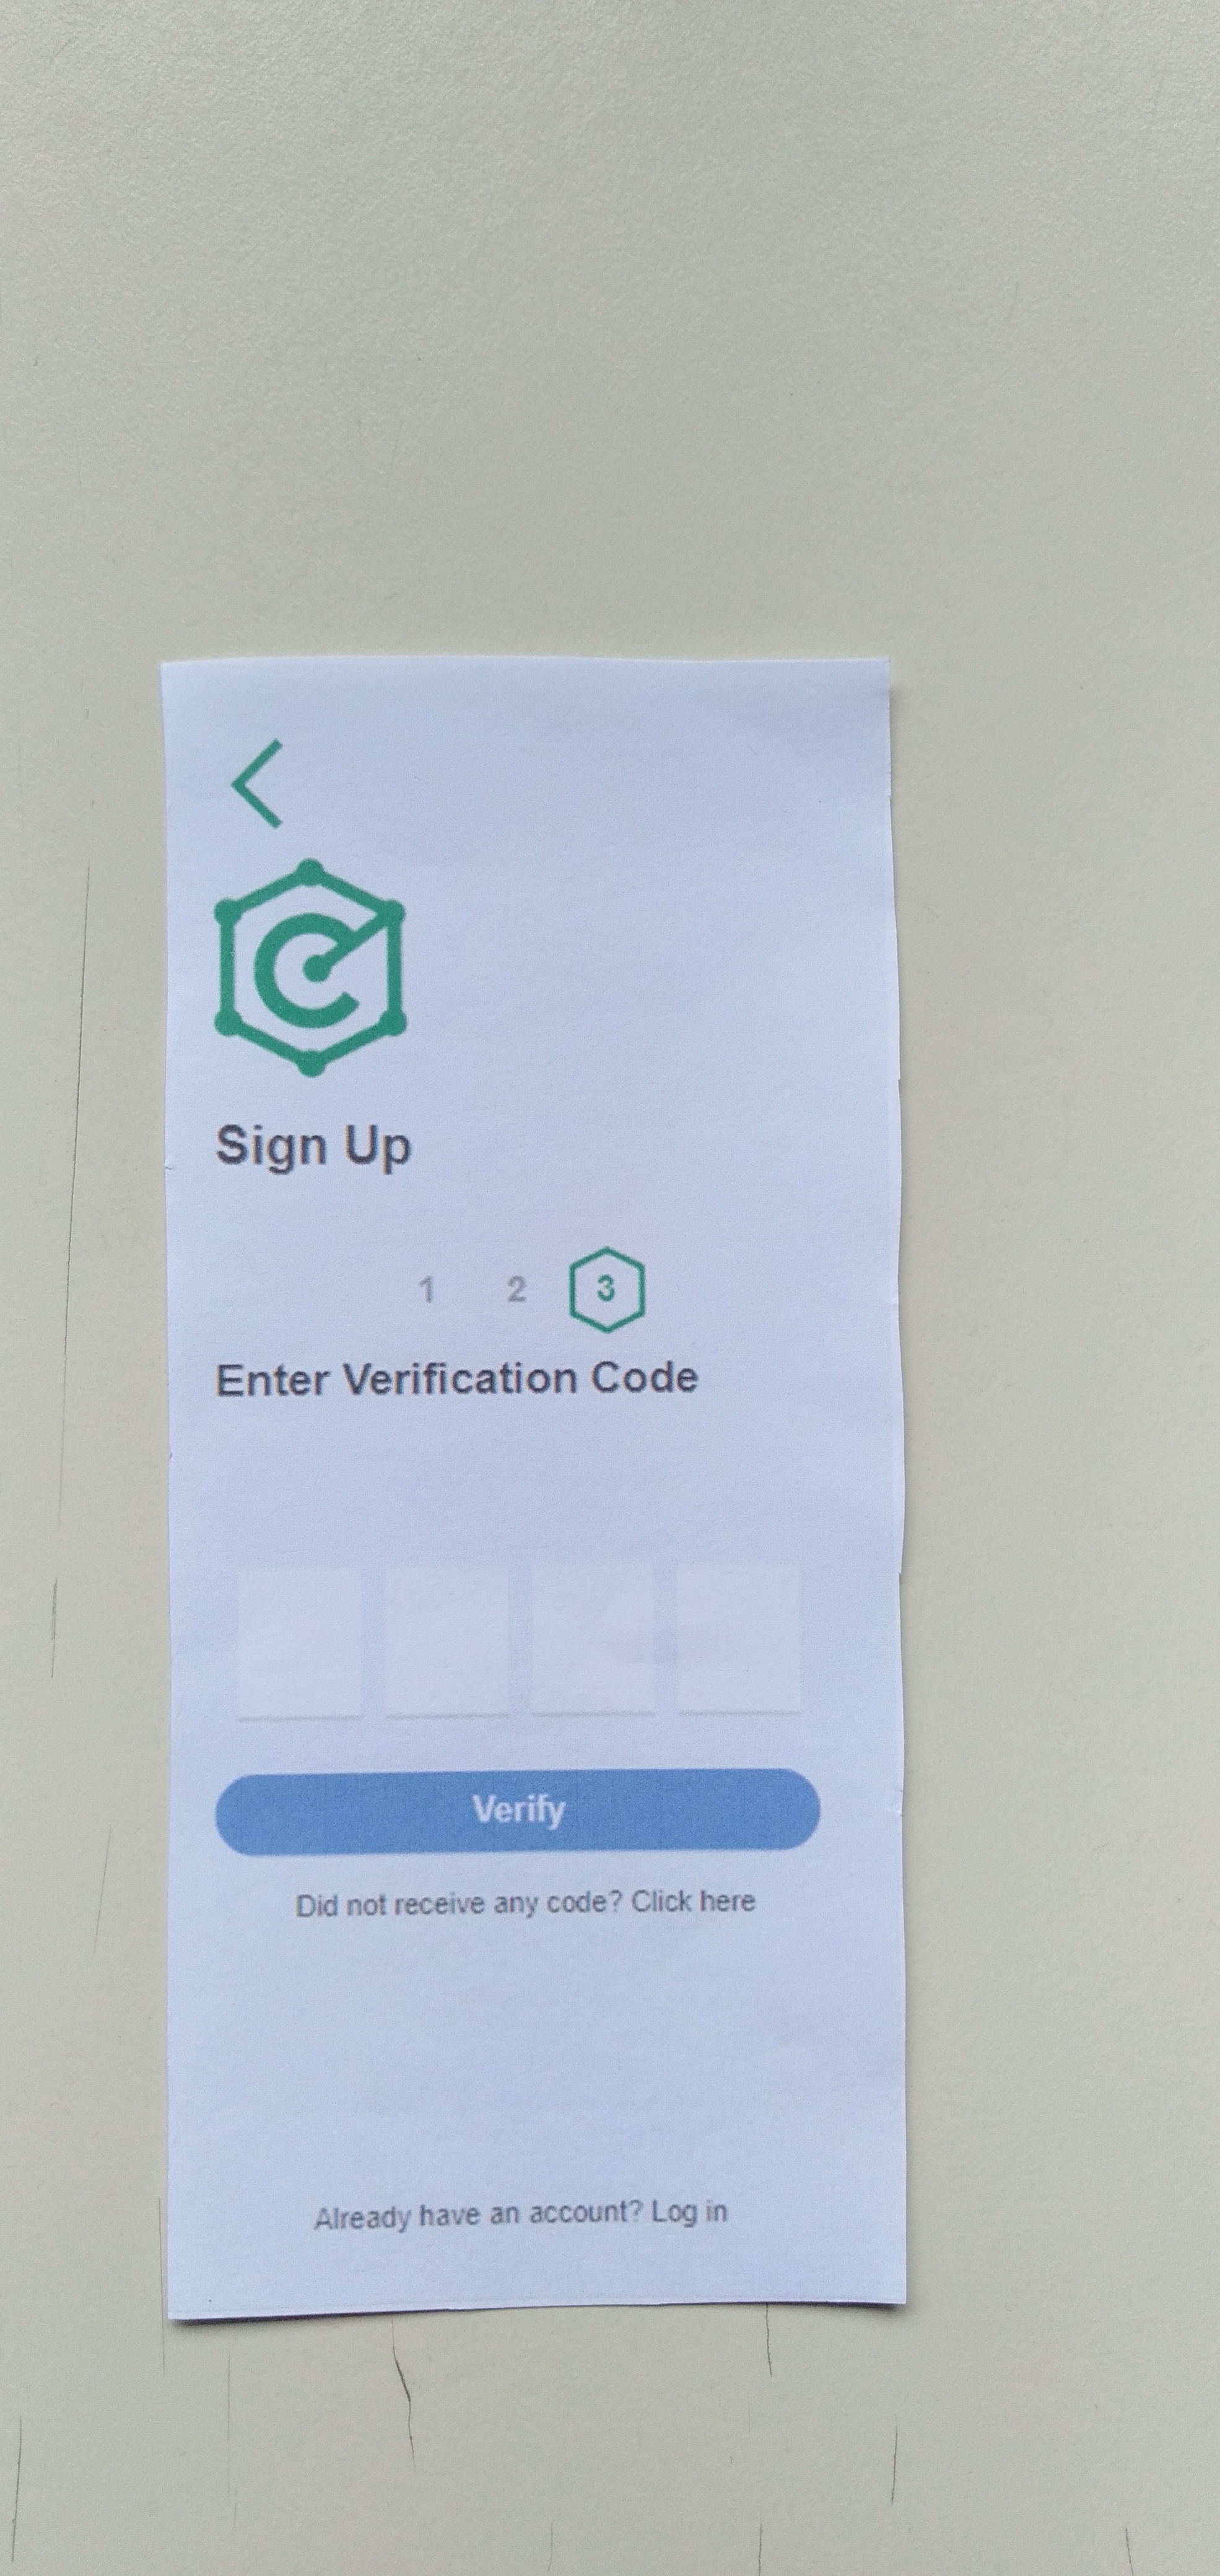 Sign Up
1 2 3
Enter Verification Code
Verify
Did not receive any code? Click here
Already have an account? Log in